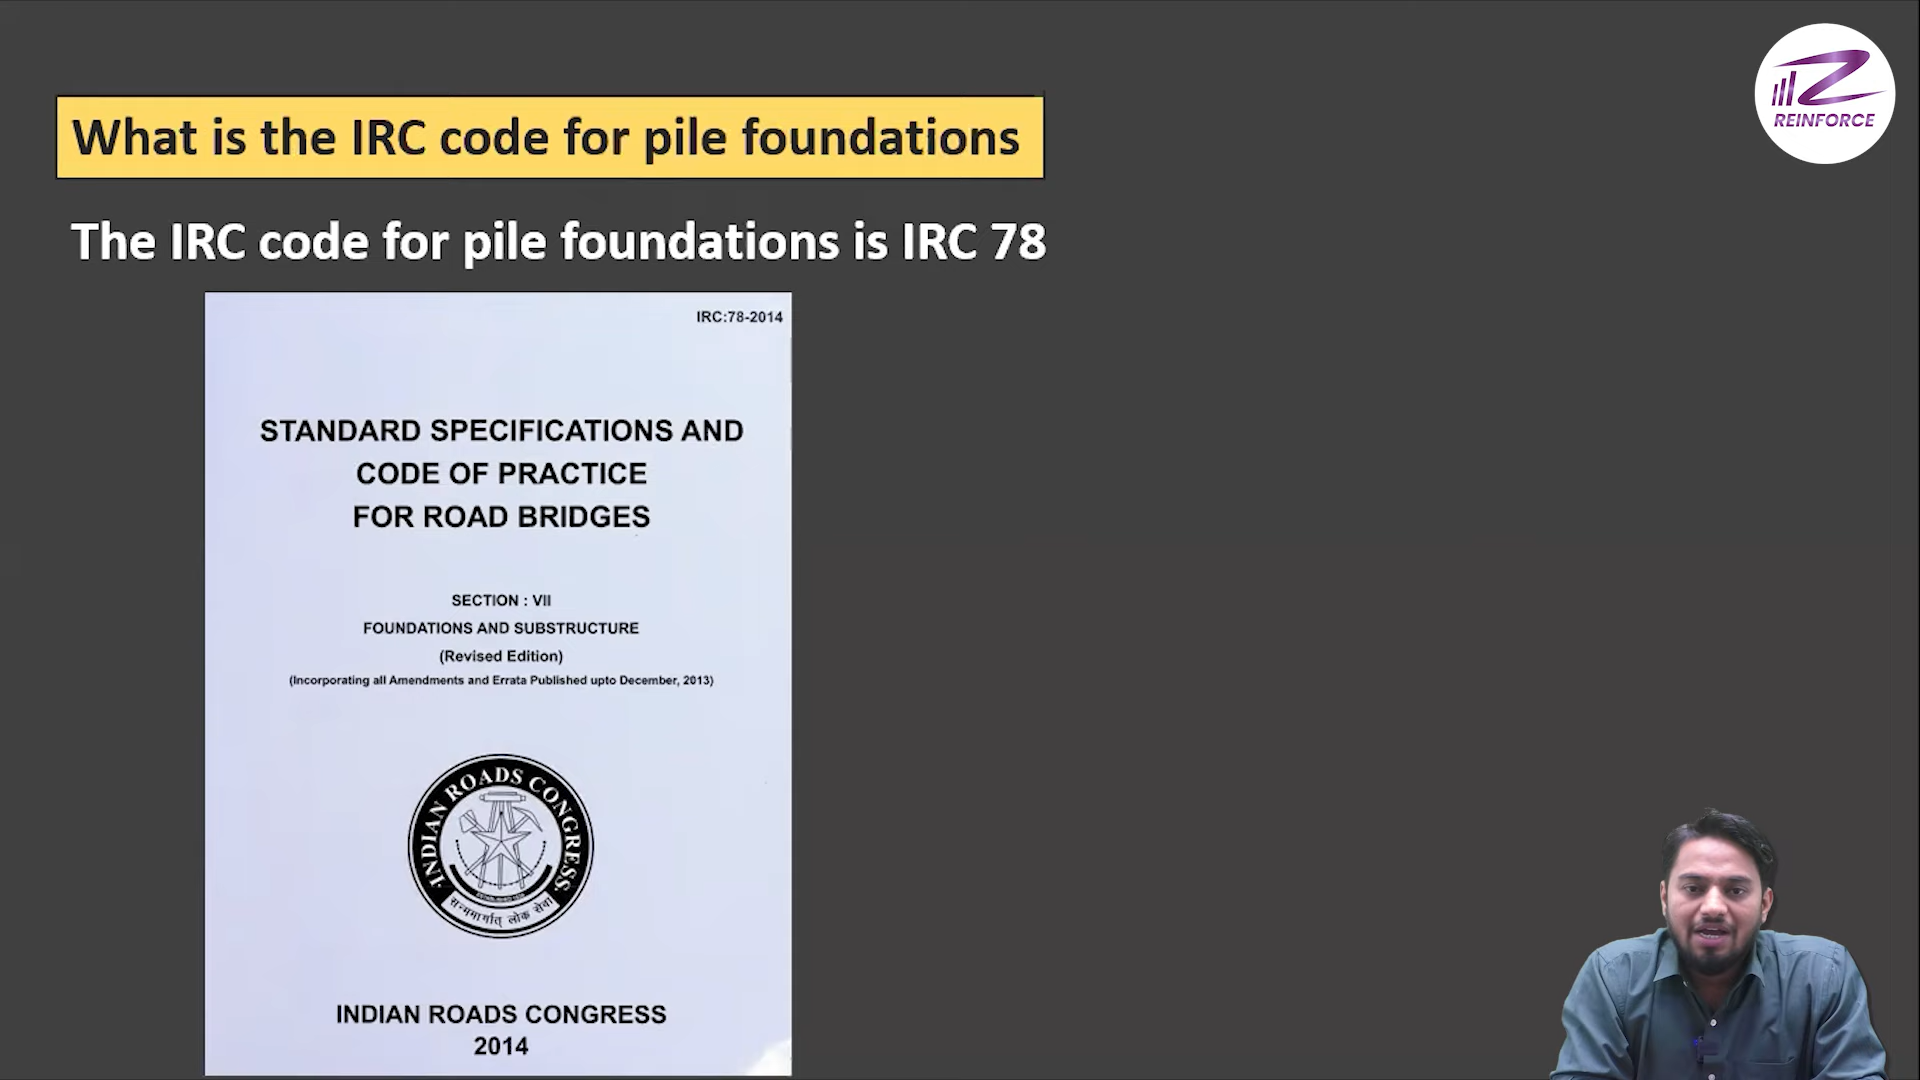 What is the IRC code for pile foundations
REINFORCE
The IRC code for pile foundations is IRC 78
IRC:78-2014
STANDARD SPECIFICATIONS AND
CODE OF PRACTICE
FOR ROAD BRIDGES
SECTION : VII
FOUNDATIONS AND SUBSTRUCTURE
(Revised Edition)
(Incorporating all Amendments and Errata Published upto December, 2013)
INDIAN ROADS CONGRESS
सन्मार्गात् लोक सेवा
INDIAN ROADS CONGRESS
2014